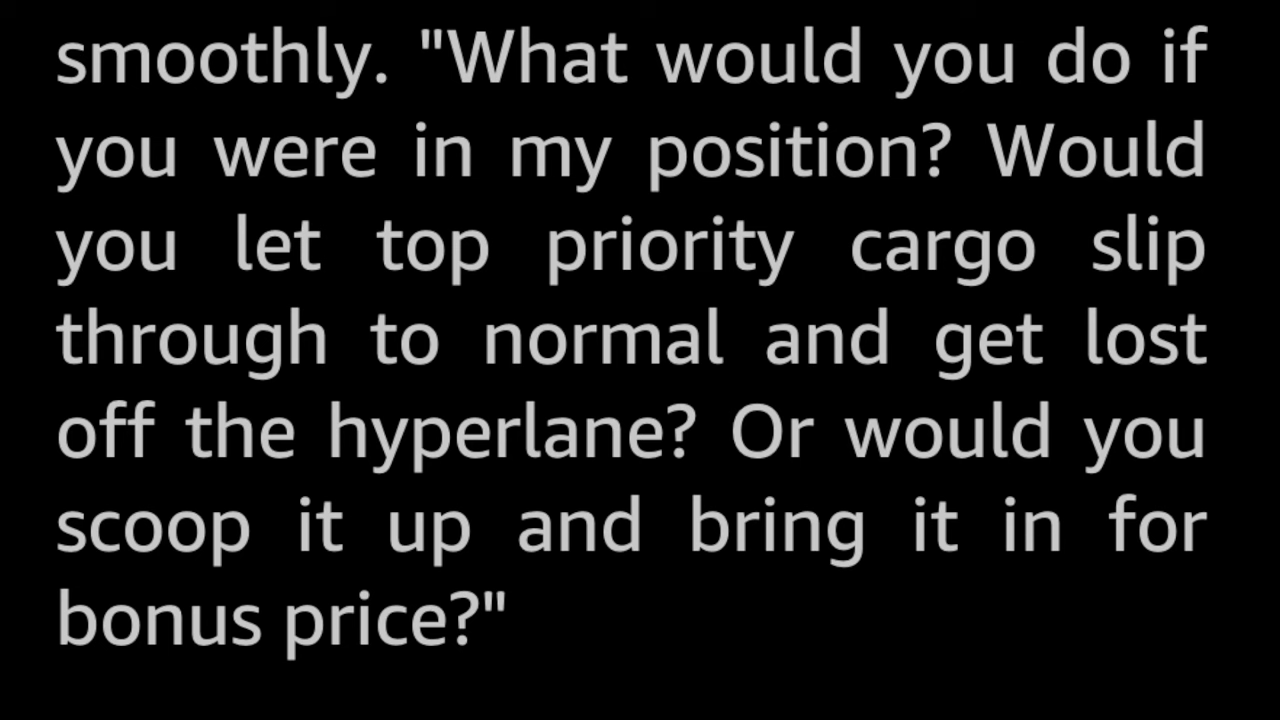 smoothly. "What would you do if
you were in my position? Would
you let top priority cargo slip
through to normal and get lost
off the hyperlane? Or would you
scoop it up and bring it in for
bonus price?"